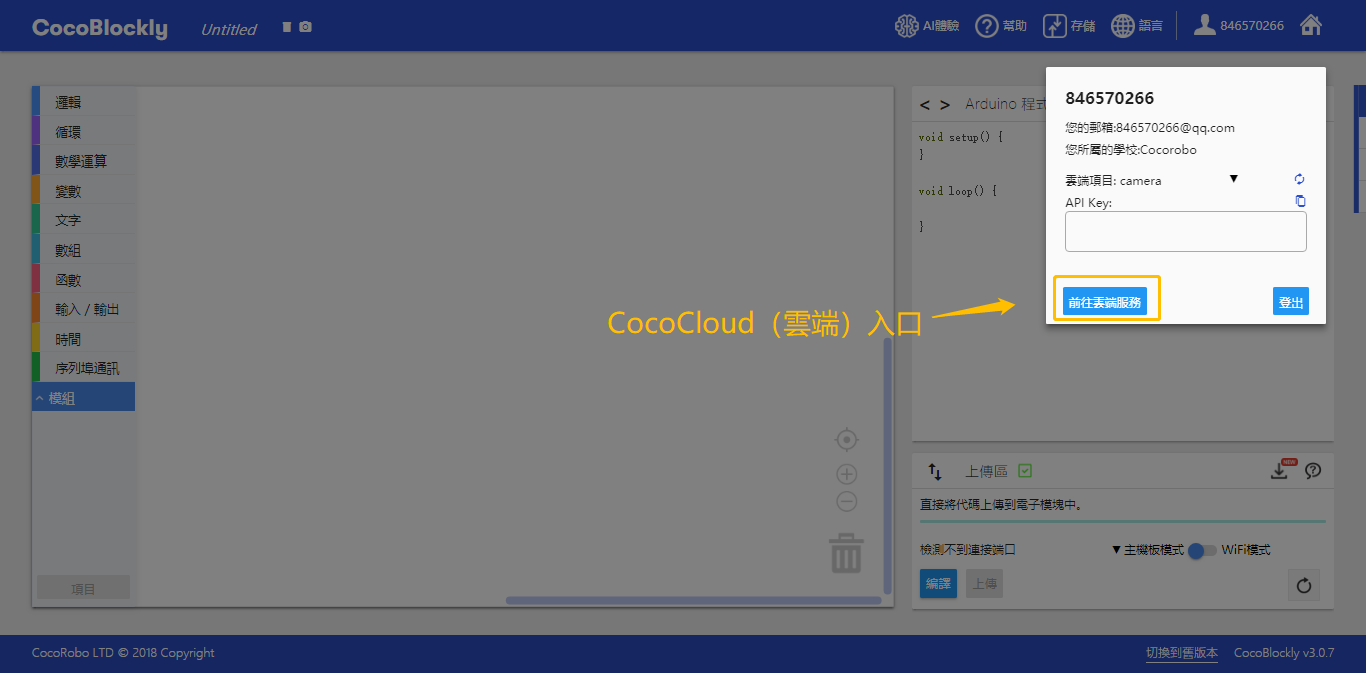 CocoBlockly
Untitled
AI體驗
幫助
存儲
語言
846570266
邏輯
循環
數學運算
變數
文字
數組
函數
輸入 / 輸出
時間
序列埠通訊
模組
項目
< > Arduino 程式
void setup() {
}
void loop() {
}
846570266
您的郵箱:846570266@qq.com
您所屬的學校:Cocorobo
雲端項目: camera
API Key:
前往雲端服務
登出
CocoCloud（雲端）入口
上傳區
NEW
直接將代碼上傳到電子模塊中。
檢測不到連接端口
▼主機板模式
WiFi模式
編譯
上傳
CocoRobo LTD © 2018 Copyright
切換到舊版本
CocoBlockly v3.0.7